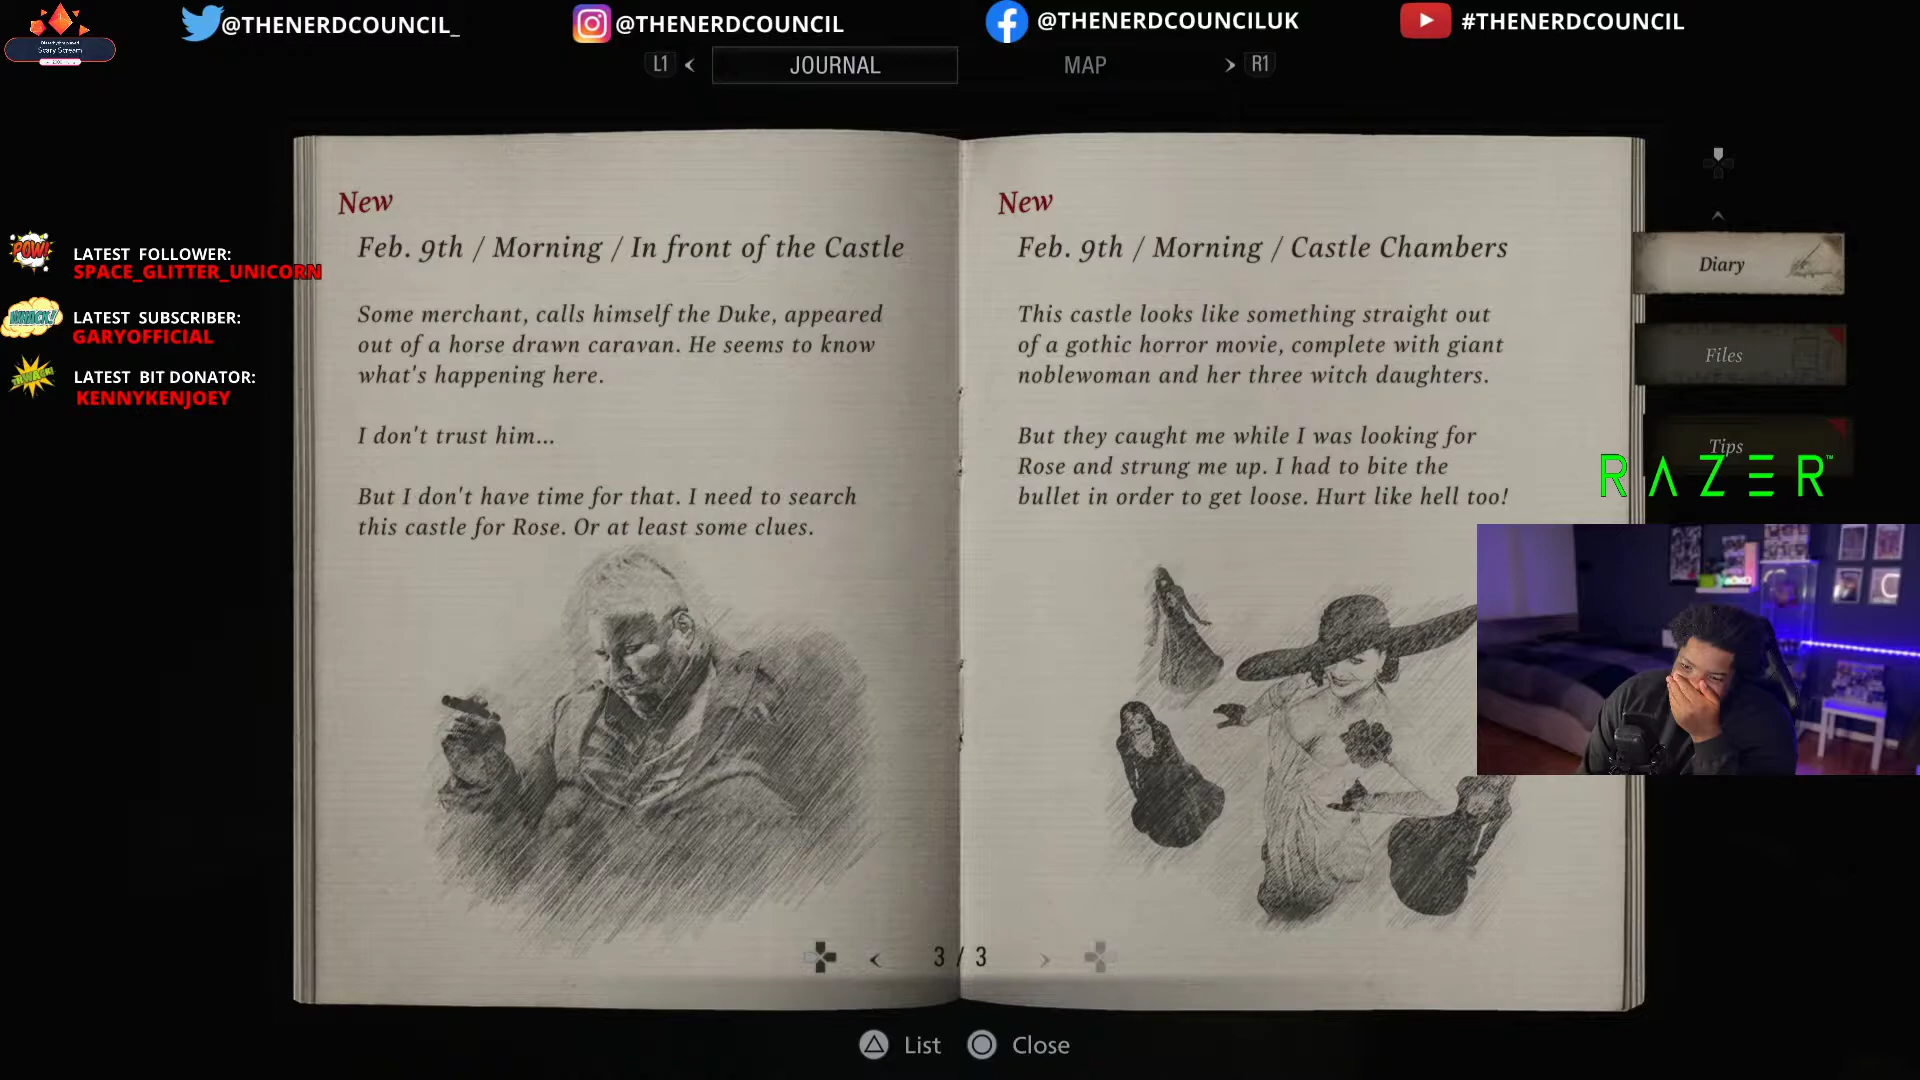 @THENERDCOUNCIL_
@THENERDCOUNCIL
@THENERDCOUNCILUK
#THENERDCOUNCIL
Scary Stream
L1 < JOURNAL MAP > R1
LATEST FOLLOWER:
SPACE_GLITTER_UNICORN
LATEST SUBSCRIBER:
GARYOFFICIAL
LATEST BIT DONATOR:
KENNYKENJOEY
POW!
WHACK!
New
Feb. 9th / Morning / In front of the Castle
Some merchant, calls himself the Duke, appeared
out of a horse drawn caravan. He seems to know
what's happening here.
I don't trust him...
But I don't have time for that. I need to search
this castle for Rose. Or at least some clues.
New
Feb. 9th / Morning / Castle Chambers
This castle looks like something straight out
of a gothic horror movie, complete with giant
noblewoman and her three witch daughters.
But they caught me while I was looking for
Rose and strung me up. I had to bite the
bullet in order to get loose. Hurt like hell too!
Diary
Files
Tips
RAZER™
< 3 / 3 >
List Close